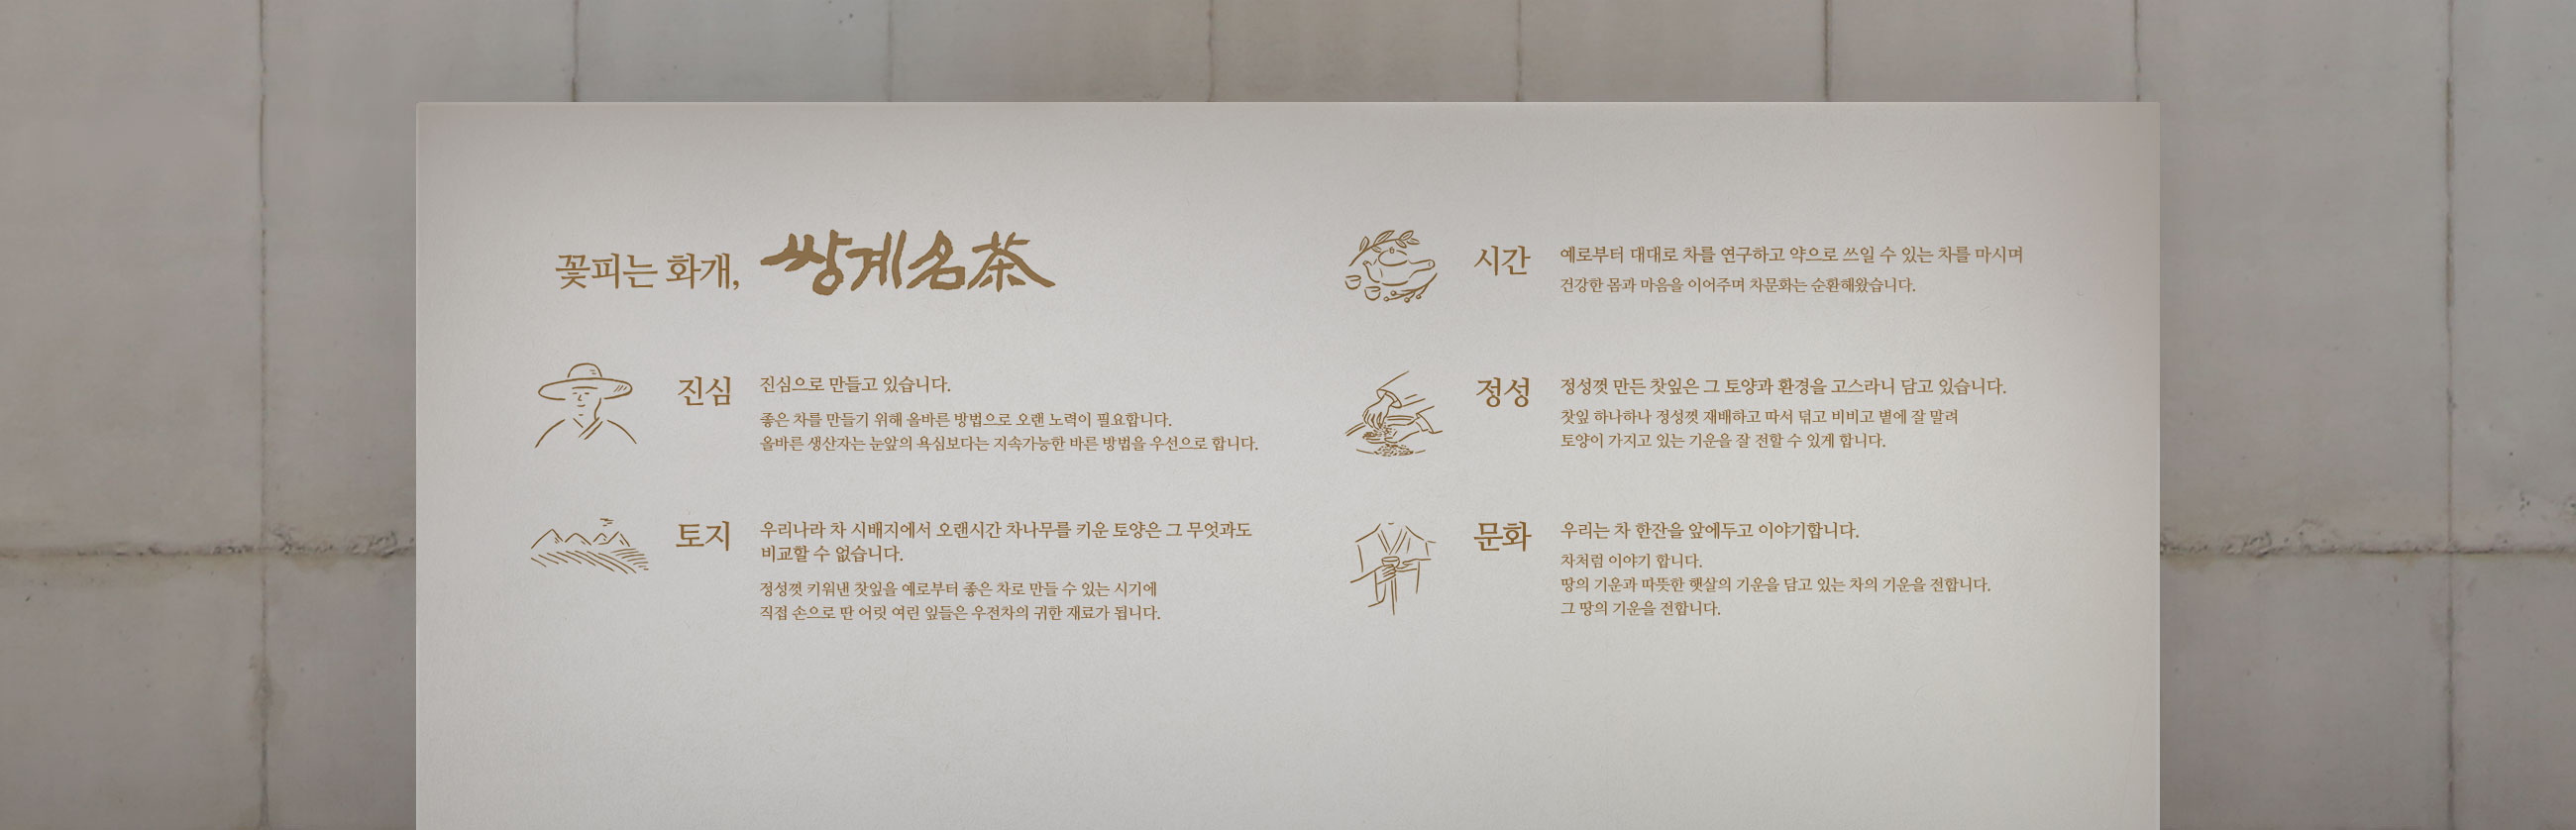 꽃피는 화개, 쌍계名茶
진심
진심으로 만들고 있습니다.
좋은 차를 만들기 위해 올바른 방법으로 오랜 노력이 필요합니다.
올바른 생산자는 눈앞의 욕심보다는 지속가능한 바른 방법을 우선으로 합니다.
토지
우리나라 차 시배지에서 오랜시간 차나무를 키운 토양은 그 무엇과도
비교할 수 없습니다.
정성껏 키워낸 찻잎을 예로부터 좋은 차로 만들 수 있는 시기에
직접 손으로 딴 어릿 여린 잎들은 우전차의 귀한 재료가 됩니다.
시간
예로부터 대대로 차를 연구하고 약으로 쓰일 수 있는 차를 마시며
건강한 몸과 마음을 이어주며 차문화는 순환해왔습니다.
정성
정성껏 만든 찻잎은 그 토양과 환경을 고스라니 담고 있습니다.
찻잎 하나하나 정성껏 재배하고 따서 덖고 비비고 볕에 잘 말려
토양이 가지고 있는 기운을 잘 전할 수 있게 합니다.
문화
우리는 차 한잔을 앞에두고 이야기합니다.
차처럼 이야기 합니다.
땅의 기운과 따뜻한 햇살의 기운을 담고 있는 차의 기운을 전합니다.
그 땅의 기운을 전합니다.